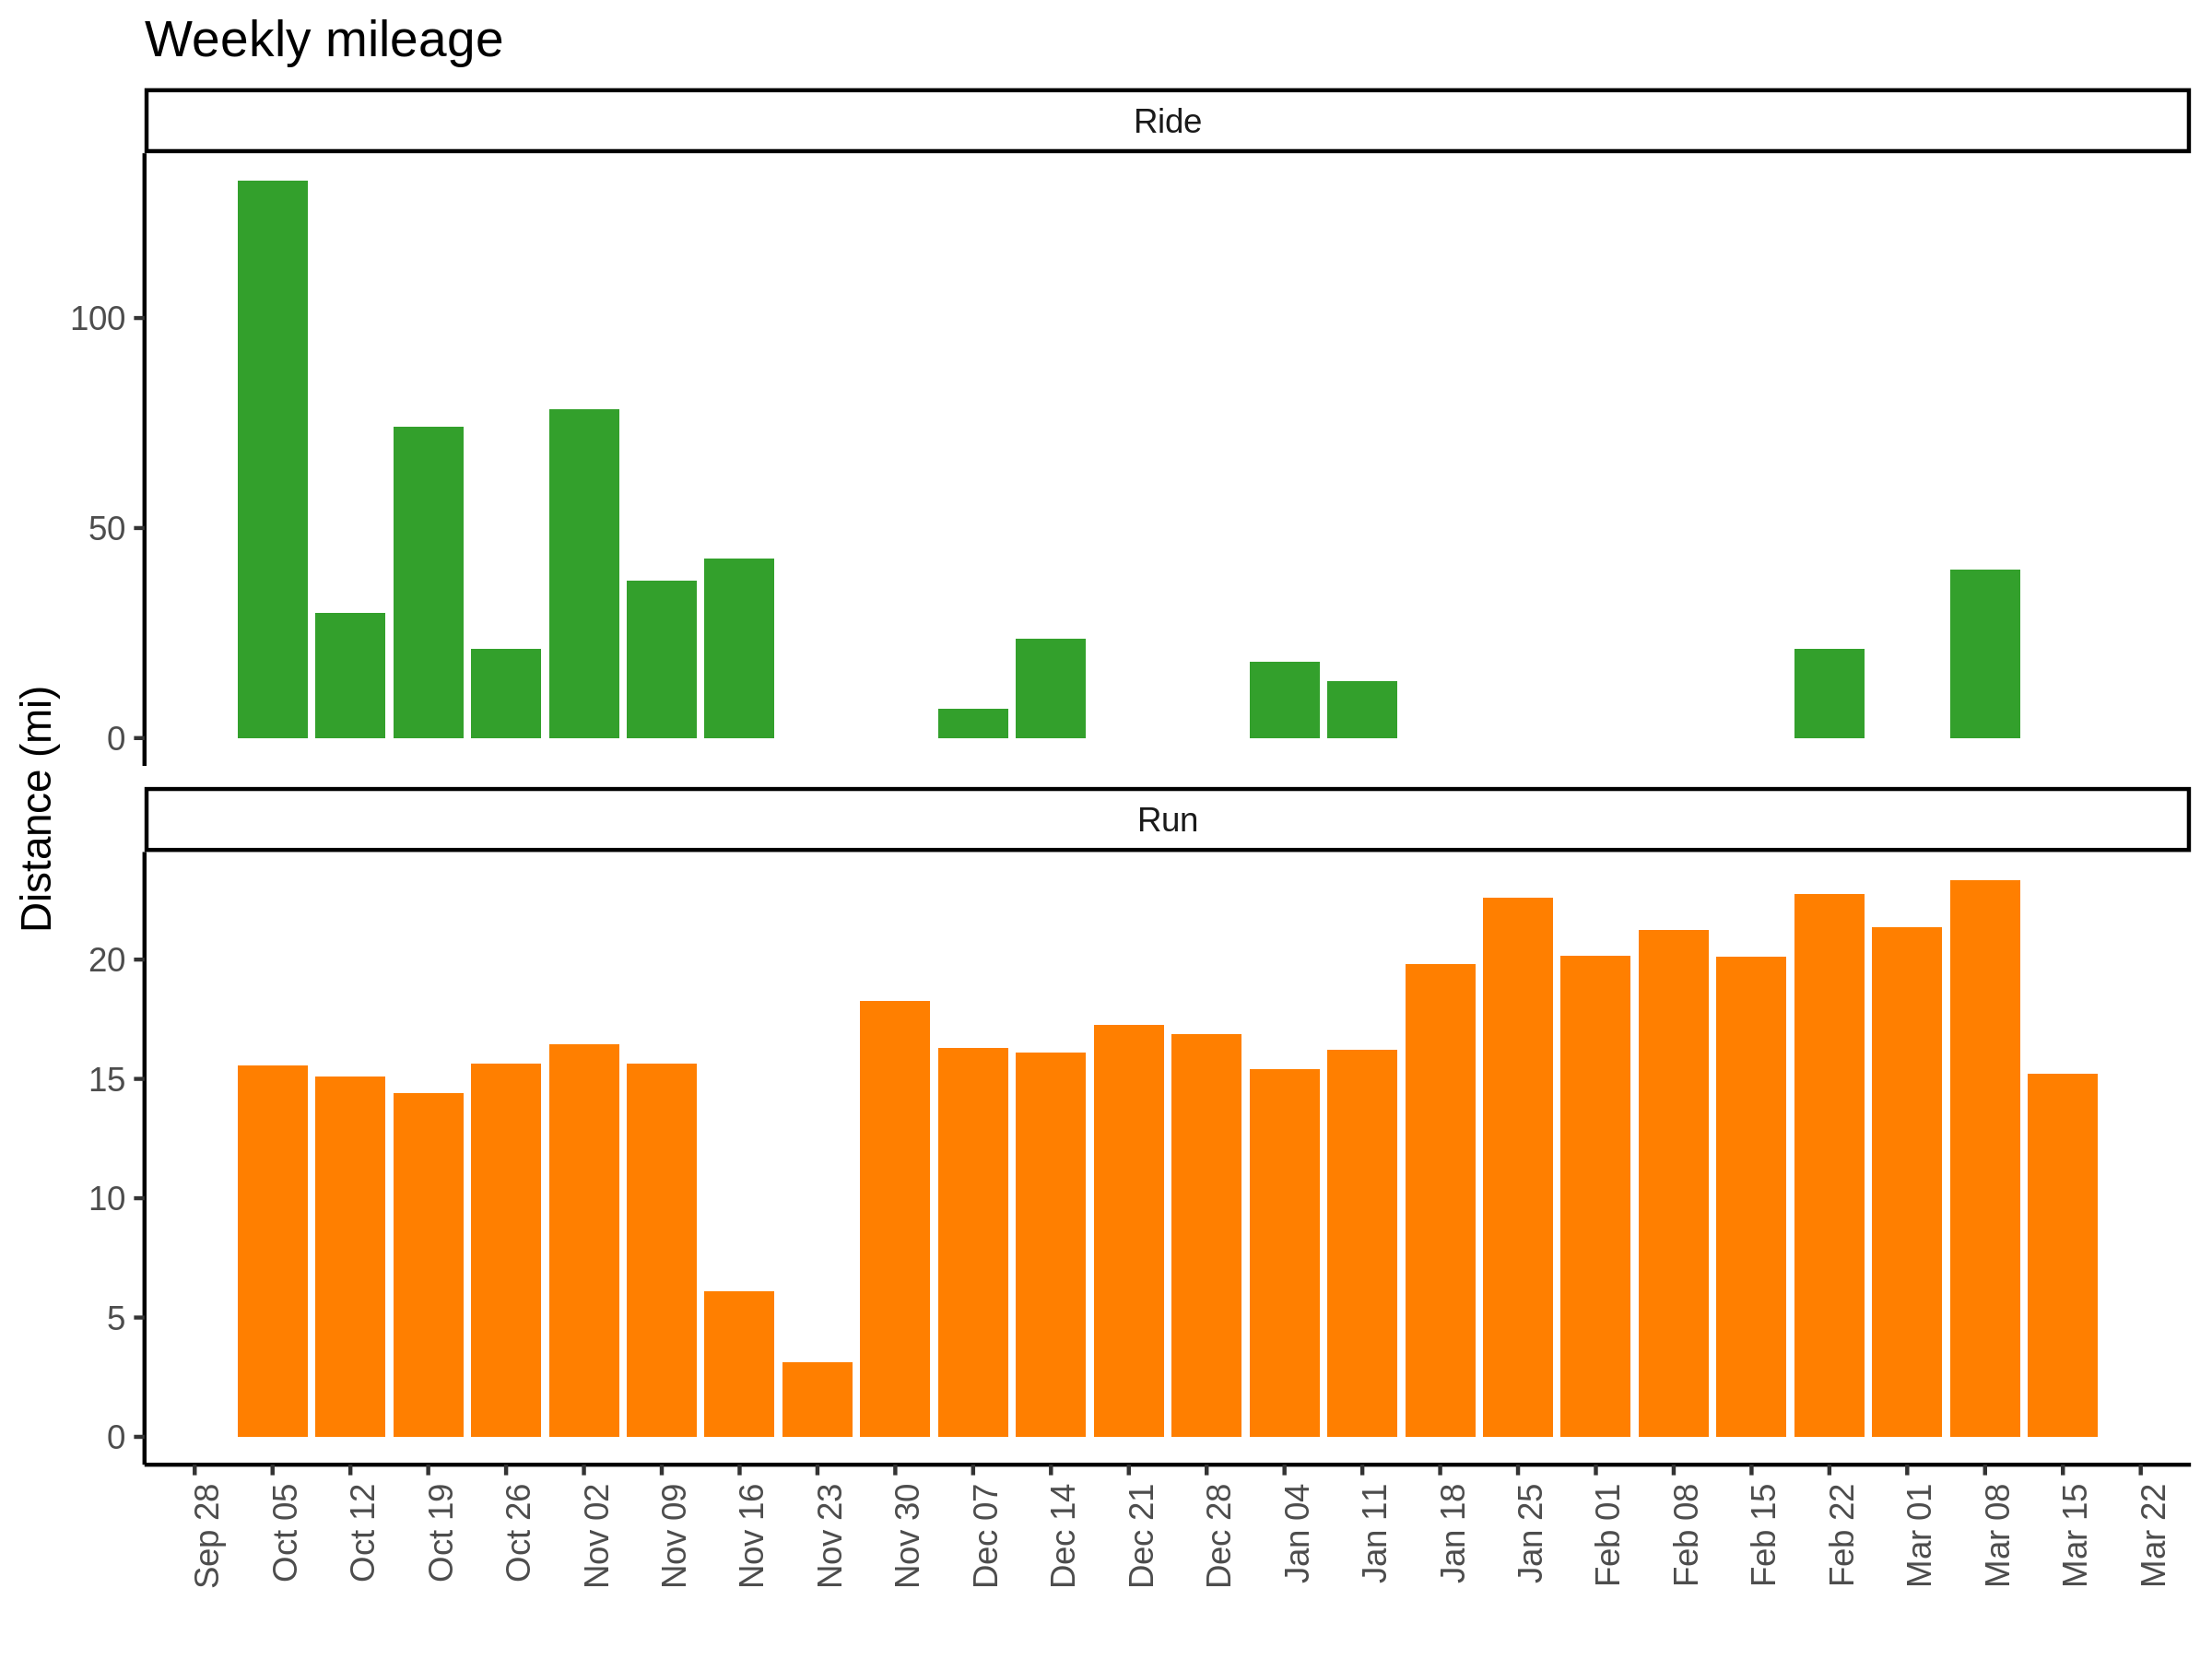 Weekly mileage
Ride
100
50
0
Distance (mi)
Run
20
15
10
5
0
Sep 28
Oct 05
Oct 12
Oct 19
Oct 26
Nov 02
Nov 09
Nov 16
Nov 23
Nov 30
Dec 07
Dec 14
Dec 21
Dec 28
Jan 04
Jan 11
Jan 18
Jan 25
Feb 01
Feb 08
Feb 15
Feb 22
Mar 01
Mar 08
Mar 15
Mar 22